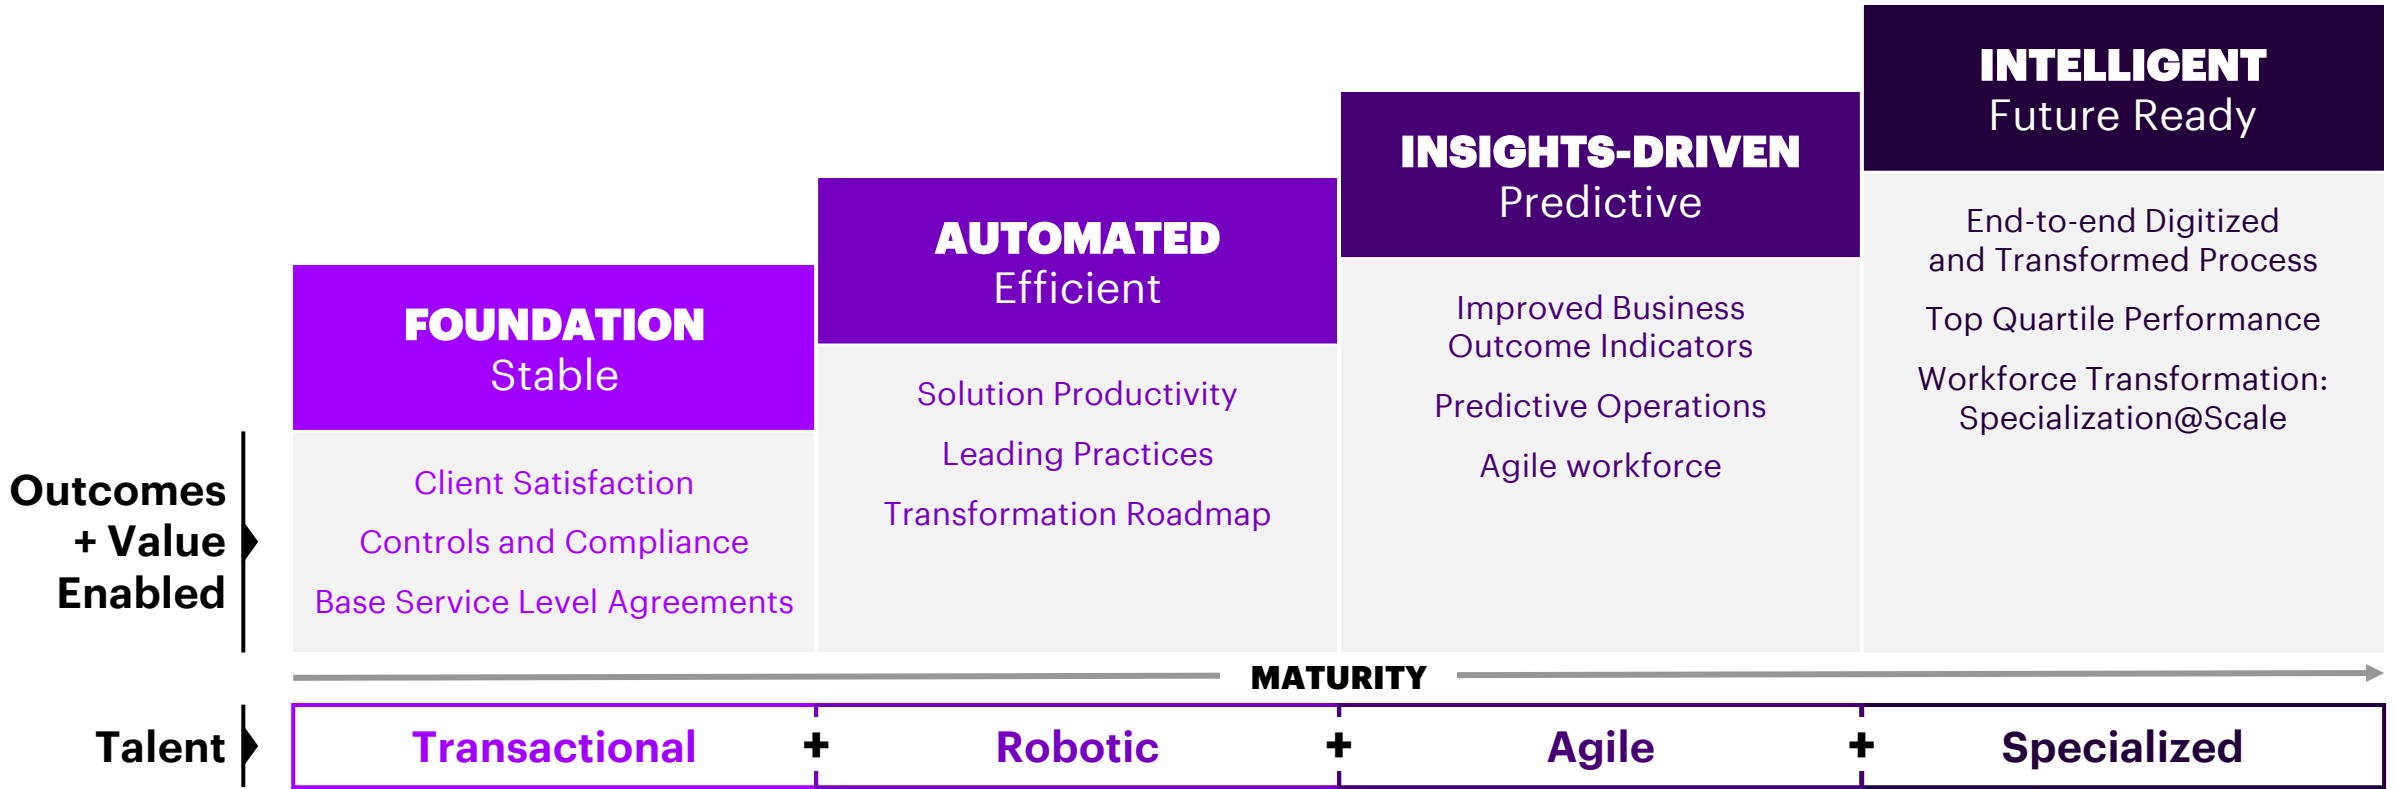 FOUNDATION
Stable
Client Satisfaction
Controls and Compliance
Base Service Level Agreements
AUTOMATED
Efficient
Solution Productivity
Leading Practices
Transformation Roadmap
INSIGHTS-DRIVEN
Predictive
Improved Business
Outcome Indicators
Predictive Operations
Agile workforce
INTELLIGENT
Future Ready
End-to-end Digitized
and Transformed Process
Top Quartile Performance
Workforce Transformation:
Specialization@Scale
Outcomes
+ Value
Enabled
MATURITY
Talent
Transactional + Robotic + Agile + Specialized